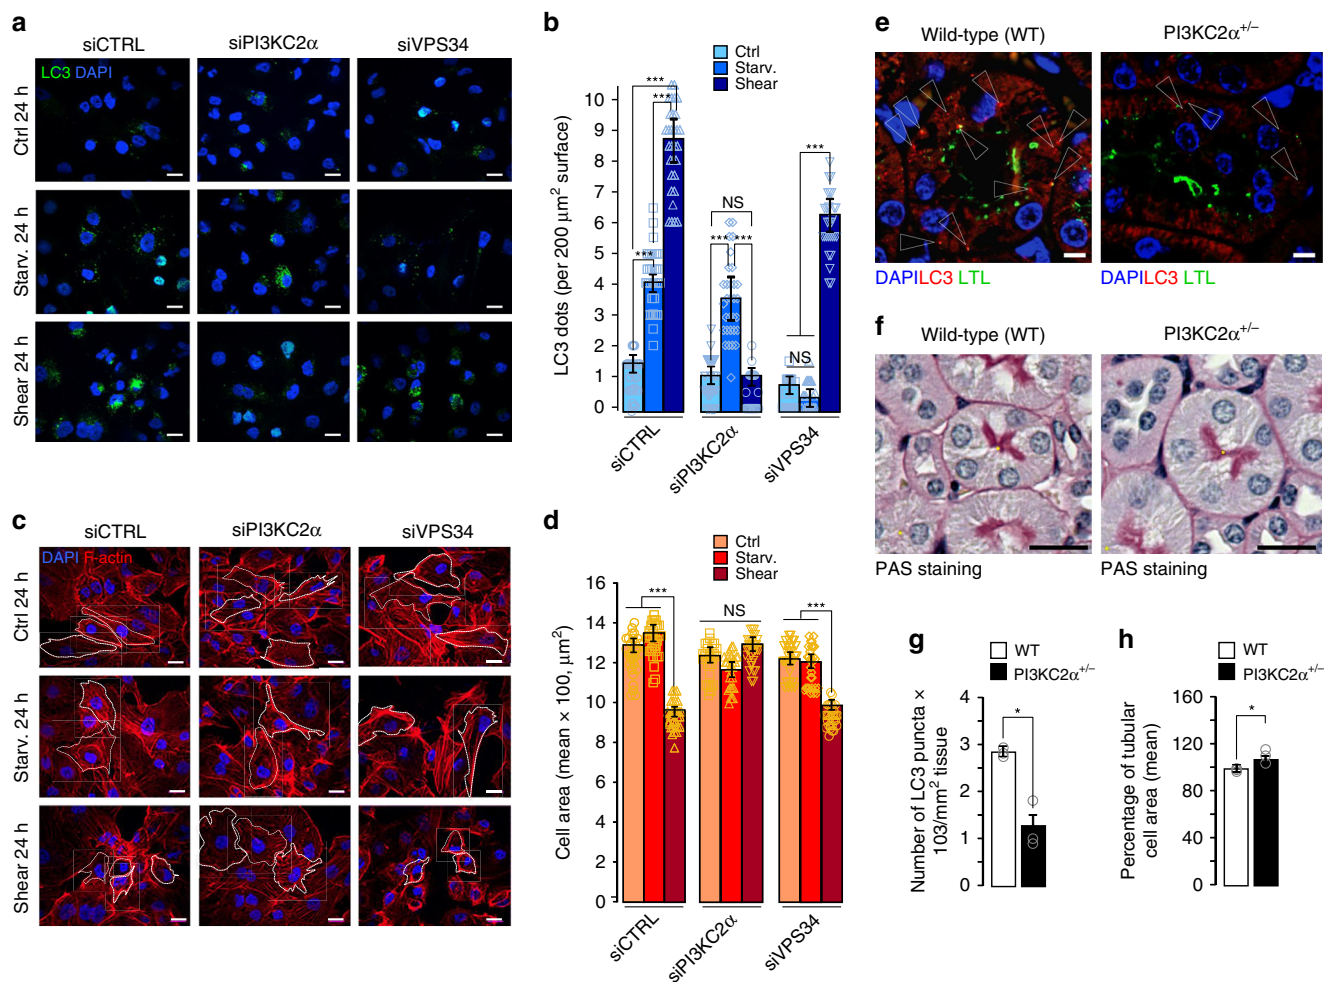 a
siCTRL
siPI3KC2α
siVPS34
LC3 DAPI
Ctrl 24 h
Starv. 24 h
Shear 24 h
b
Ctrl
Starv.
Shear
LC3 dots (per 200 μm² surface)
10
9
8
7
6
5
4
3
2
1
0
***
***
***
NS
***
***
***
NS
siCTRL
siPI3KC2α
siVPS34
c
siCTRL
siPI3KC2α
siVPS34
DAPI F-actin
Ctrl 24 h
Starv. 24 h
Shear 24 h
d
Ctrl
Starv.
Shear
Cell area (mean × 100, μm²)
16
14
12
10
8
6
4
2
0
***
NS
***
siCTRL
siPI3KC2α
siVPS34
e
Wild-type (WT)
PI3KC2α⁺/⁻
DAPILC3 LTL
DAPILC3 LTL
f
Wild-type (WT)
PI3KC2α⁺/⁻
PAS staining
PAS staining
g
WT
PI3KC2α⁺/⁻
Number of LC3 puncta ×
103/mm² tissue
4
3
2
1
0
*
h
WT
PI3KC2α⁺/⁻
Percentage of tubular
cell area (mean)
160
120
80
40
0
*